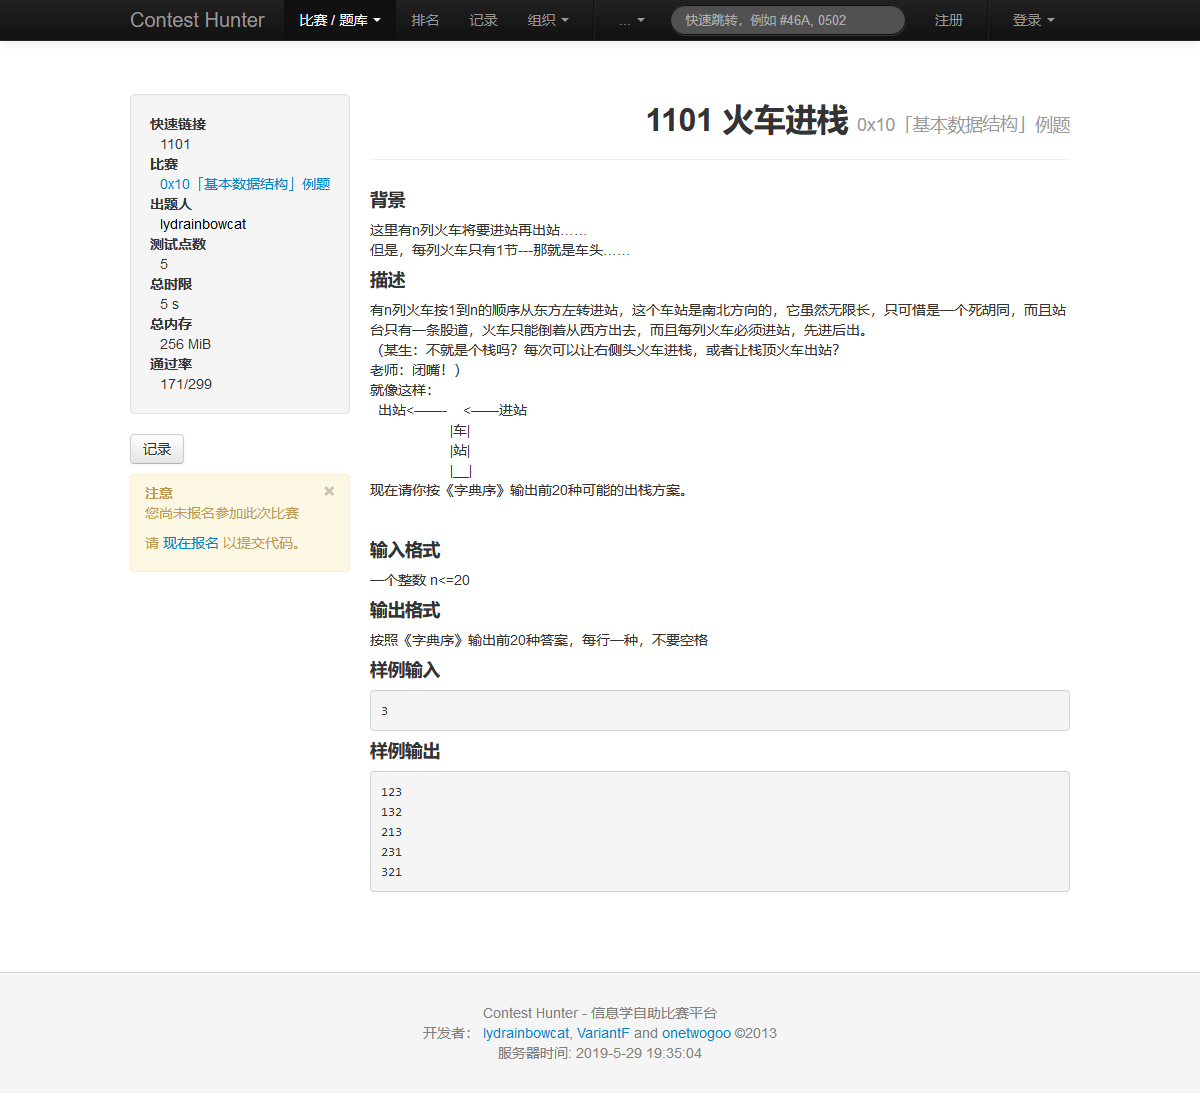 Contest Hunter 比赛 / 题库 排名 记录 组织 ... 快速跳转，例如 #46A, 0502 注册 登录
快速链接
1101
比赛
0x10「基本数据结构」例题
出题人
lydrainbowcat
测试点数
5
总时限
5 s
总内存
256 MiB
通过率
171/299
记录
注意 ×
您尚未报名参加此次比赛
请 现在报名 以提交代码。
1101 火车进栈 0x10「基本数据结构」例题
背景
这里有n列火车将要进站再出站……
但是，每列火车只有1节---那就是车头……
描述
有n列火车按1到n的顺序从东方左转进站，这个车站是南北方向的，它虽然无限长，只可惜是一个死胡同，而且站
台只有一条股道，火车只能倒着从西方出去，而且每列火车必须进站，先进后出。
（某生：不就是个栈吗？每次可以让右侧头火车进栈，或者让栈顶火车出站？
老师：闭嘴！）
就像这样：
出站<——- <——进站
|车|
|站|
|__|
现在请你按《字典序》输出前20种可能的出栈方案。
输入格式
一个整数 n<=20
输出格式
按照《字典序》输出前20种答案，每行一种，不要空格
样例输入
3
样例输出
123
132
213
231
321
Contest Hunter - 信息学自助比赛平台
开发者： lydrainbowcat, VariantF and onetwogoo ©2013
服务器时间: 2019-5-29 19:35:04